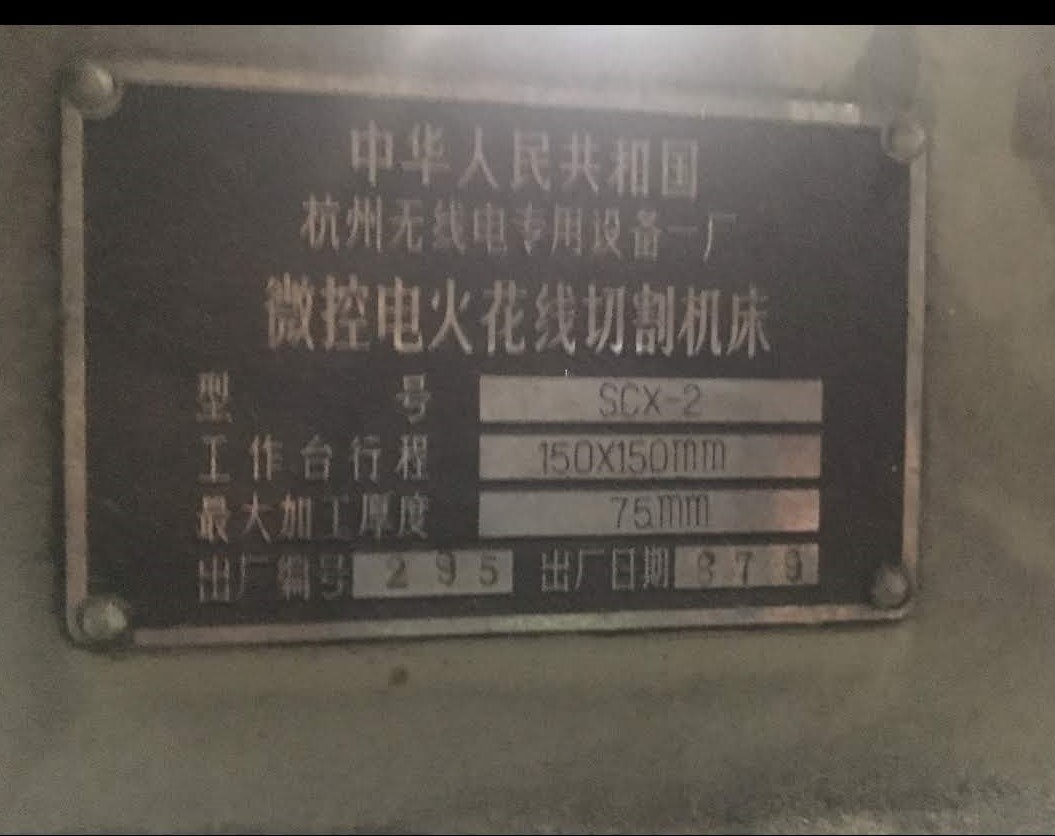 中华人民共和国
杭州无线电专用设备一厂
微控电火花线切割机床
型 号 SCX-2
工作台行程 150X150mm
最大加工厚度 75mm
出厂编号 295 出厂日期 879